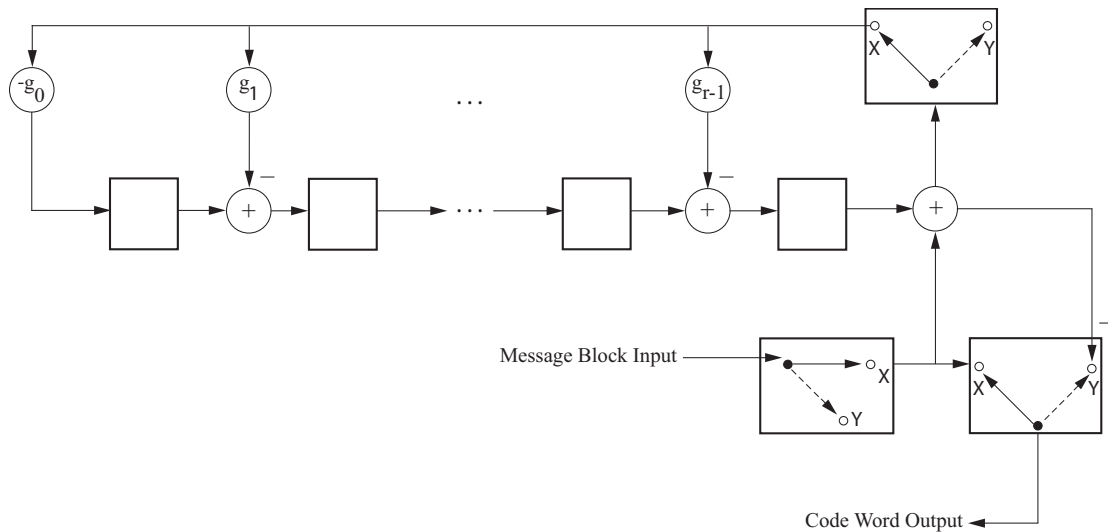 X Y
-g0 g1 ... gr-1
− −
+ ... + +
−
Message Block Input X X Y
Y
Code Word Output